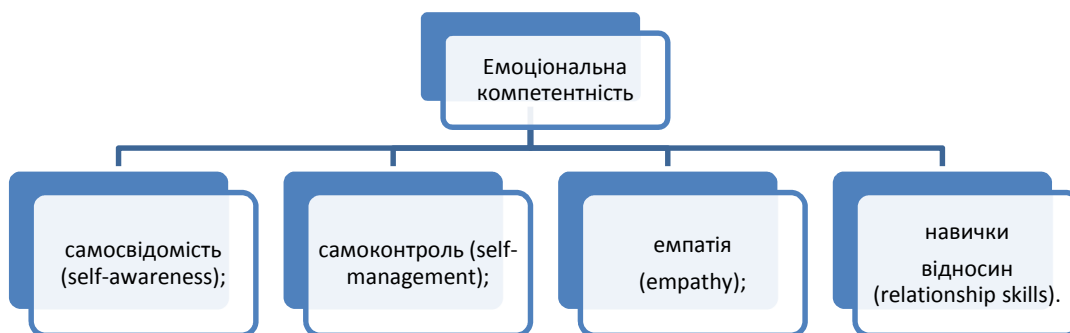 Емоціональна
компетентність
самосвідомість
(self-awareness);
самоконтроль (self-
management);
емпатія
(empathy);
навички
відносин
(relationship skills).